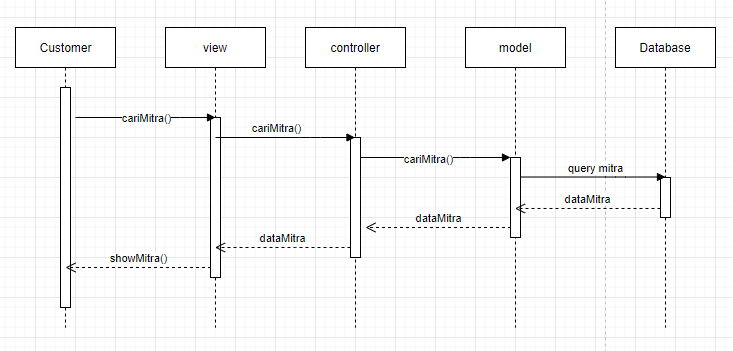 Customer
view
controller
model
Database
cariMitra()
cariMitra()
cariMitra()
query mitra
dataMitra
dataMitra
dataMitra
showMitra()